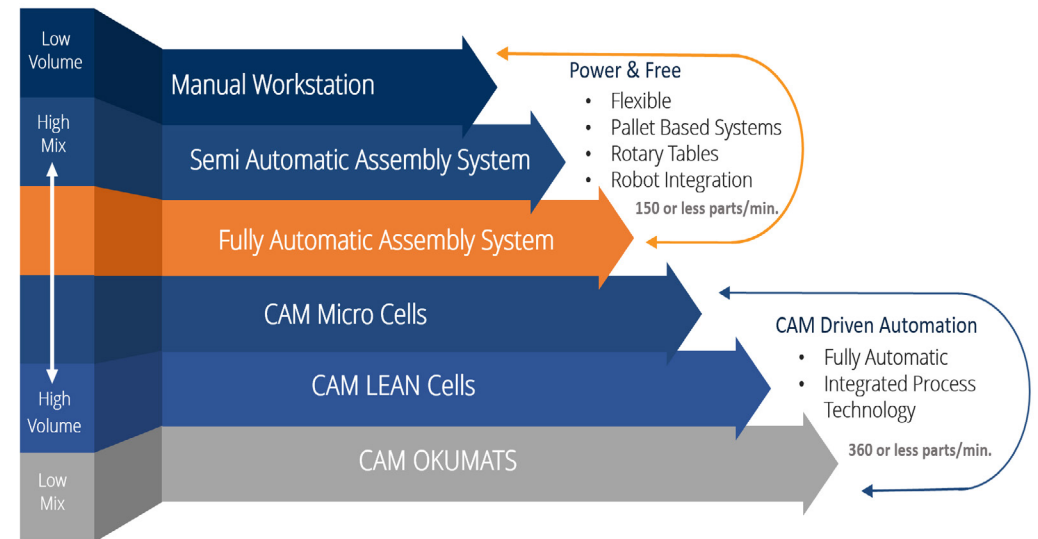 Low
Volume
High
Mix
High
Volume
Low
Mix
Manual Workstation
Semi Automatic Assembly System
Fully Automatic Assembly System
CAM Micro Cells
CAM LEAN Cells
CAM OKUMATS
Power & Free
• Flexible
• Pallet Based Systems
• Rotary Tables
• Robot Integration
150 or less parts/min.
CAM Driven Automation
• Fully Automatic
• Integrated Process
Technology
360 or less parts/min.